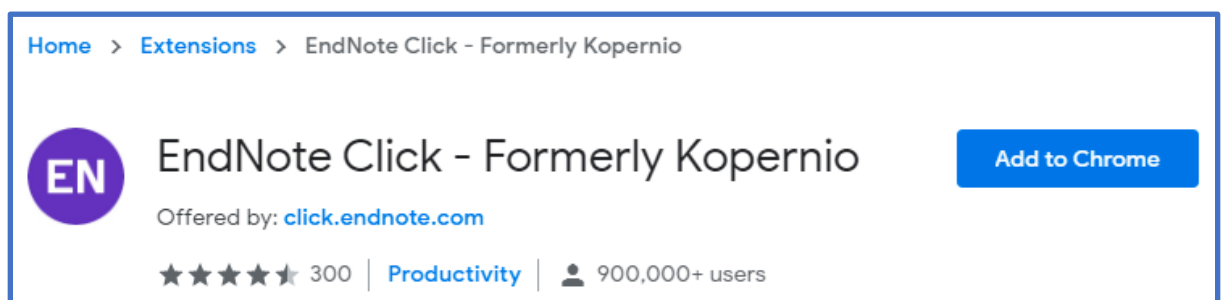 Home > Extensions > EndNote Click - Formerly Kopernio
EN
EndNote Click - Formerly Kopernio
Add to Chrome
Offered by: click.endnote.com
300 | Productivity | 900,000+ users